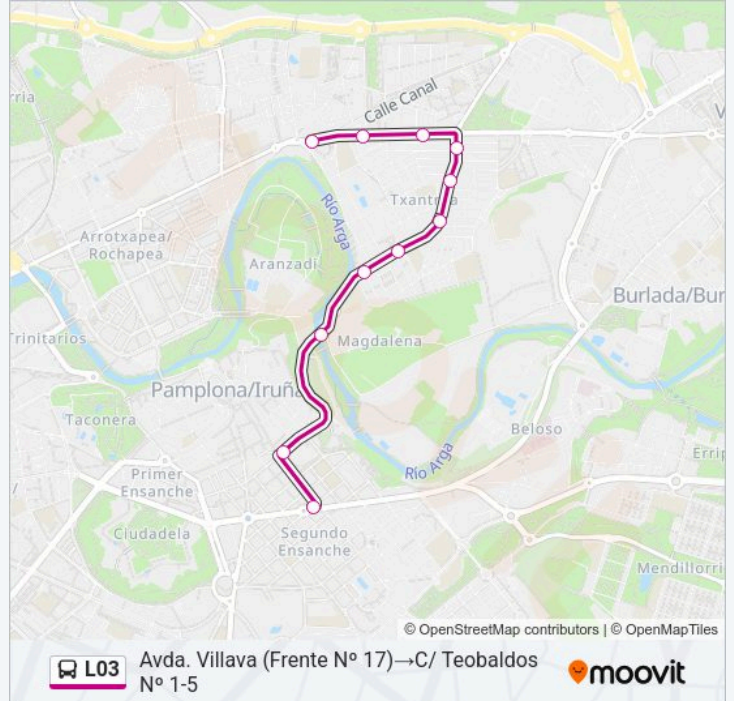 rria
Calle Canal
V
Txantrea
Río Arga
Arrotxapea/
Rochapea
Aranzadi
Burlada/Bur
Trinitarios
Magdalena
Pamplona/Iruña
Taconera
Beloso
Río Arga
Errip
Primer
Ensanche
/
Ciudadela
Segundo
Ensanche
Mendillorri
© OpenStreetMap contributors | © OpenMapTiles
L03
Avda. Villava (Frente Nº 17)→C/ Teobaldos
Nº 1-5
moovit